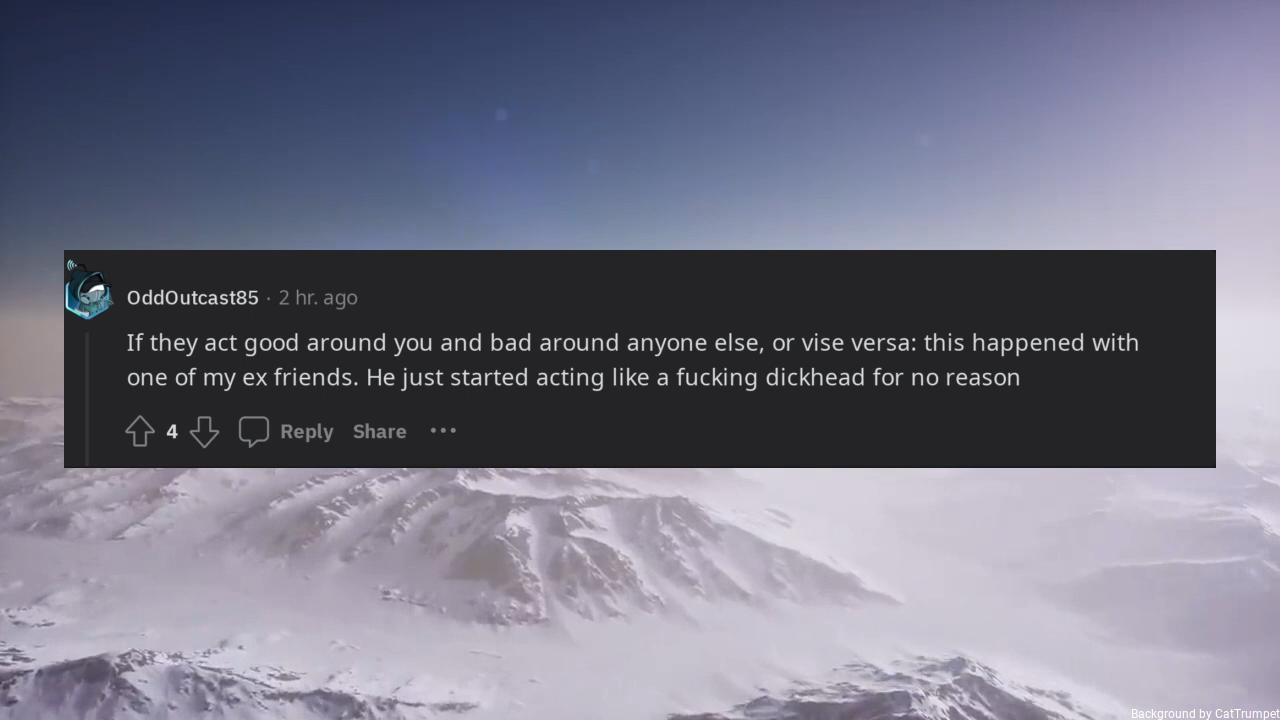 OddOutcast85 · 2 hr. ago
If they act good around you and bad around anyone else, or vise versa: this happened with
one of my ex friends. He just started acting like a fucking dickhead for no reason
4 Reply Share ···
Background by CatTrumpet